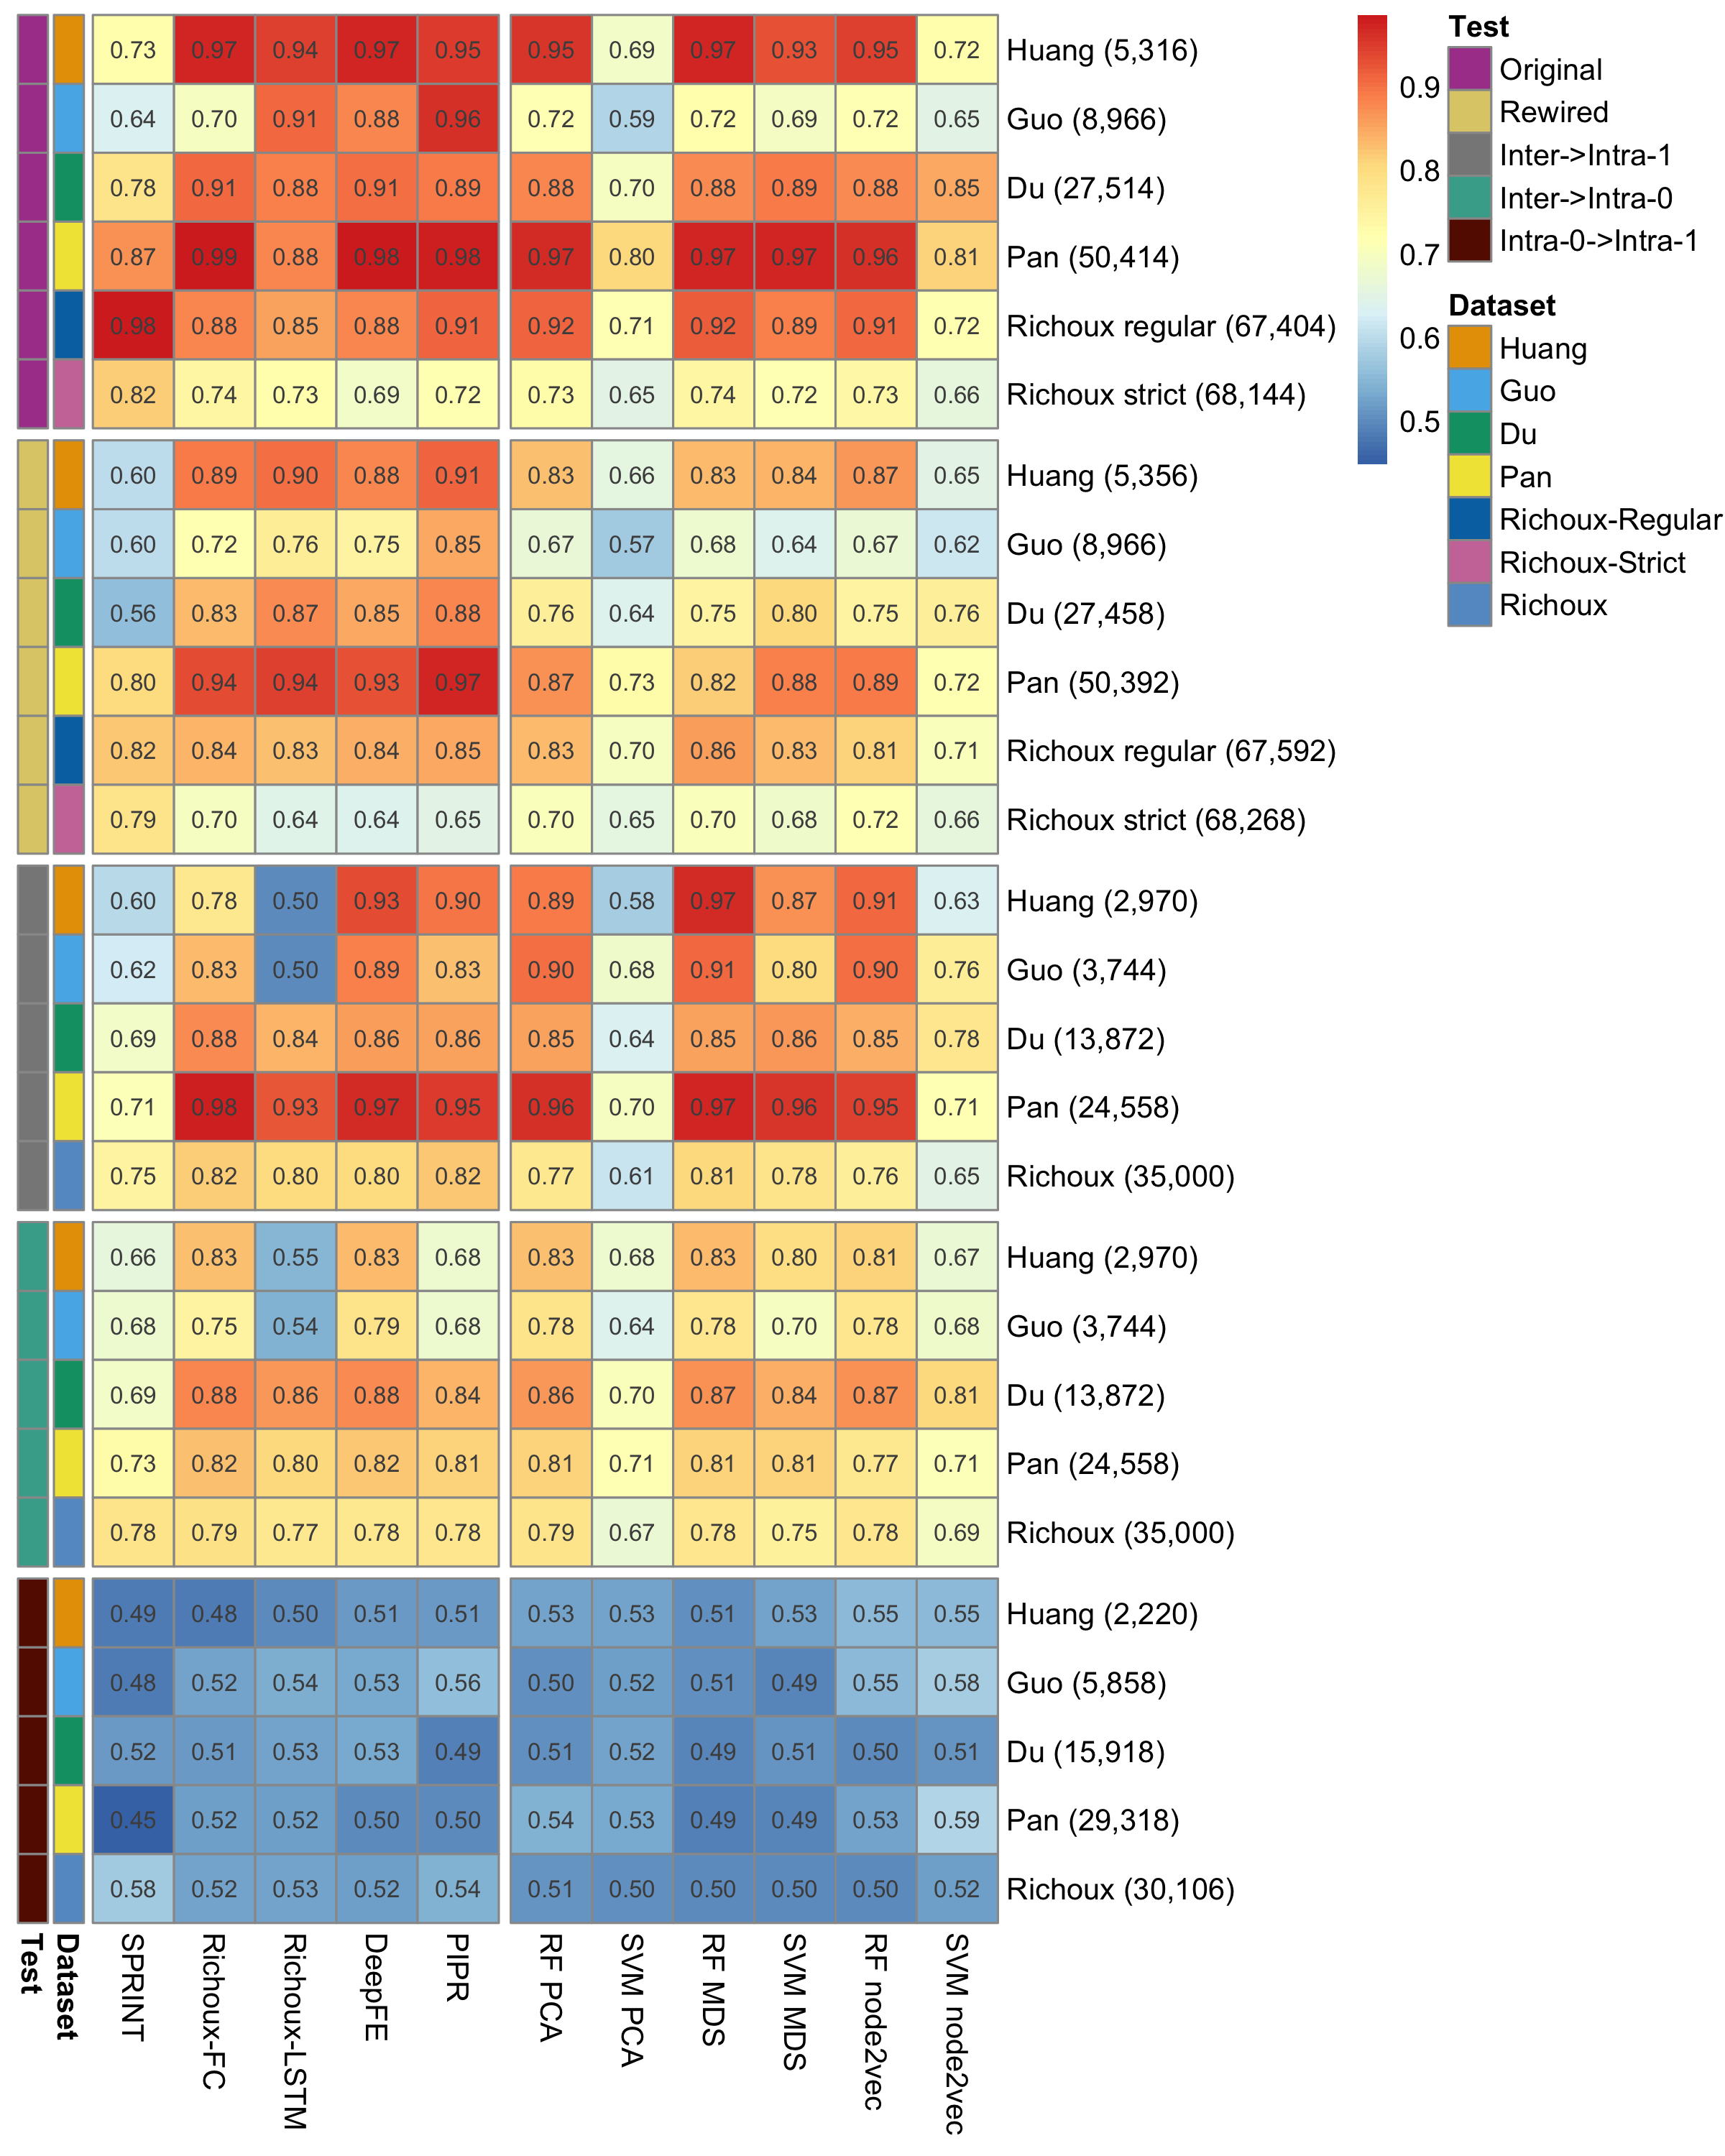 0.73 0.97 0.94 0.97 0.95 0.95 0.69 0.97 0.93 0.95 0.72 Huang (5,316)
0.64 0.70 0.91 0.88 0.96 0.72 0.59 0.72 0.69 0.72 0.65 Guo (8,966)
0.78 0.91 0.88 0.91 0.89 0.88 0.70 0.88 0.89 0.88 0.85 Du (27,514)
0.87 0.99 0.88 0.98 0.98 0.97 0.80 0.97 0.97 0.96 0.81 Pan (50,414)
0.98 0.88 0.85 0.88 0.91 0.92 0.71 0.92 0.89 0.91 0.72 Richoux regular (67,404)
0.82 0.74 0.73 0.69 0.72 0.73 0.65 0.74 0.72 0.73 0.66 Richoux strict (68,144)
0.60 0.89 0.90 0.88 0.91 0.83 0.66 0.83 0.84 0.87 0.65 Huang (5,356)
0.60 0.72 0.76 0.75 0.85 0.67 0.57 0.68 0.64 0.67 0.62 Guo (8,966)
0.56 0.83 0.87 0.85 0.88 0.76 0.64 0.75 0.80 0.75 0.76 Du (27,458)
0.80 0.94 0.94 0.93 0.97 0.87 0.73 0.82 0.88 0.89 0.72 Pan (50,392)
0.82 0.84 0.83 0.84 0.85 0.83 0.70 0.86 0.83 0.81 0.71 Richoux regular (67,592)
0.79 0.70 0.64 0.64 0.65 0.70 0.65 0.70 0.68 0.72 0.66 Richoux strict (68,268)
0.60 0.78 0.50 0.93 0.90 0.89 0.58 0.97 0.87 0.91 0.63 Huang (2,970)
0.62 0.83 0.50 0.89 0.83 0.90 0.68 0.91 0.80 0.90 0.76 Guo (3,744)
0.69 0.88 0.84 0.86 0.86 0.85 0.64 0.85 0.86 0.85 0.78 Du (13,872)
0.71 0.98 0.93 0.97 0.95 0.96 0.70 0.97 0.96 0.95 0.71 Pan (24,558)
0.75 0.82 0.80 0.80 0.82 0.77 0.61 0.81 0.78 0.76 0.65 Richoux (35,000)
0.66 0.83 0.55 0.83 0.68 0.83 0.68 0.83 0.80 0.81 0.67 Huang (2,970)
0.68 0.75 0.54 0.79 0.68 0.78 0.64 0.78 0.70 0.78 0.68 Guo (3,744)
0.69 0.88 0.86 0.88 0.84 0.86 0.70 0.87 0.84 0.87 0.81 Du (13,872)
0.73 0.82 0.80 0.82 0.81 0.81 0.71 0.81 0.81 0.77 0.71 Pan (24,558)
0.78 0.79 0.77 0.78 0.78 0.79 0.67 0.78 0.75 0.78 0.69 Richoux (35,000)
0.49 0.48 0.50 0.51 0.51 0.53 0.53 0.51 0.53 0.55 0.55 Huang (2,220)
0.48 0.52 0.54 0.53 0.56 0.50 0.52 0.51 0.49 0.55 0.58 Guo (5,858)
0.52 0.51 0.53 0.53 0.49 0.51 0.52 0.49 0.51 0.50 0.51 Du (15,918)
0.45 0.52 0.52 0.50 0.50 0.54 0.53 0.49 0.49 0.53 0.59 Pan (29,318)
0.58 0.52 0.53 0.52 0.54 0.51 0.50 0.50 0.50 0.50 0.52 Richoux (30,106)
Test
Dataset
SPRINT
Richoux-FC
Richoux-LSTM
DeepFE
PIPR
RF PCA
SVM PCA
RF MDS
SVM MDS
RF node2vec
SVM node2vec
0.9
0.8
0.7
0.6
0.5
Test
Original
Rewired
Inter->Intra-1
Inter->Intra-0
Intra-0->Intra-1
Dataset
Huang
Guo
Du
Pan
Richoux-Regular
Richoux-Strict
Richoux